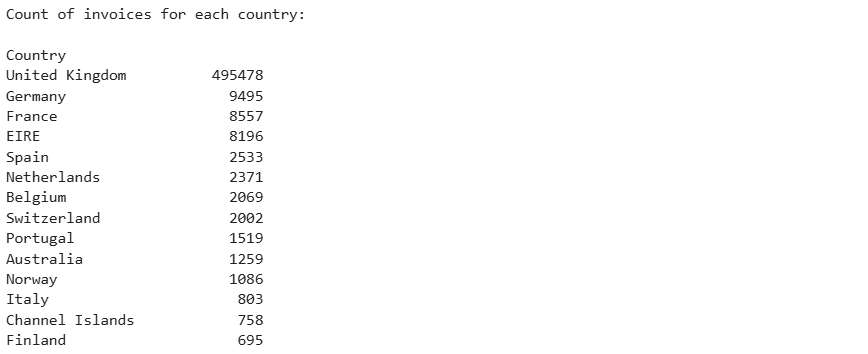 Count of invoices for each country:
Country
United Kingdom 495478
Germany 9495
France 8557
EIRE 8196
Spain 2533
Netherlands 2371
Belgium 2069
Switzerland 2002
Portugal 1519
Australia 1259
Norway 1086
Italy 803
Channel Islands 758
Finland 695